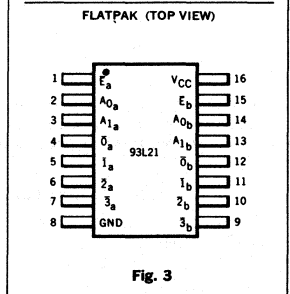 FLATPAK (TOP VIEW)
1 Ēa VCC 16
2 A0a Ēb 15
3 A1a A0b 14
4 0̄a A1b 13
93L21
5 1̄a 0̄b 12
6 2̄a 1̄b 11
7 3̄a 2̄b 10
8 GND 3̄b 9
Fig. 3